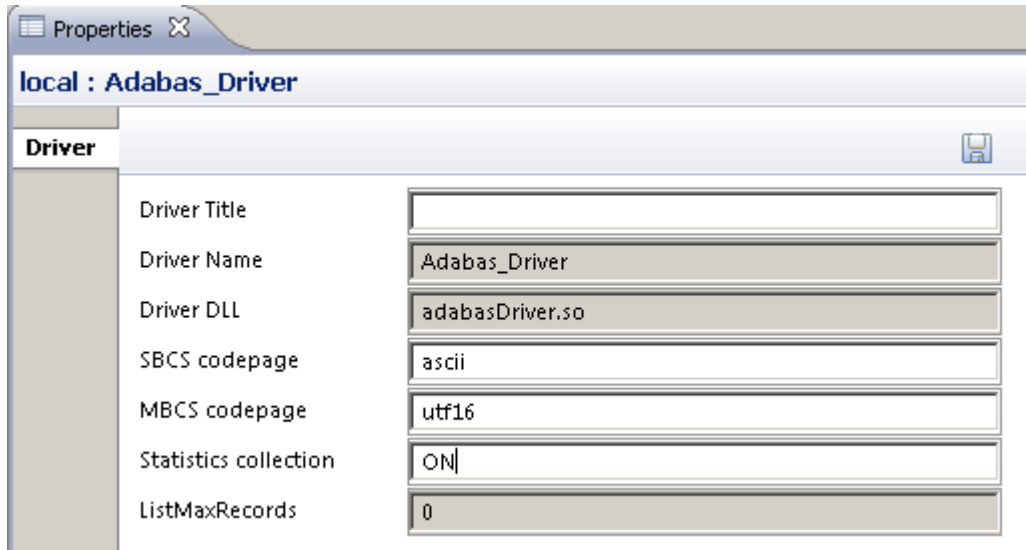 Properties
local : Adabas_Driver
Driver
Driver Title
Driver Name Adabas_Driver
Driver DLL adabasDriver.so
SBCS codepage ascii
MBCS codepage utf16
Statistics collection ON
ListMaxRecords 0